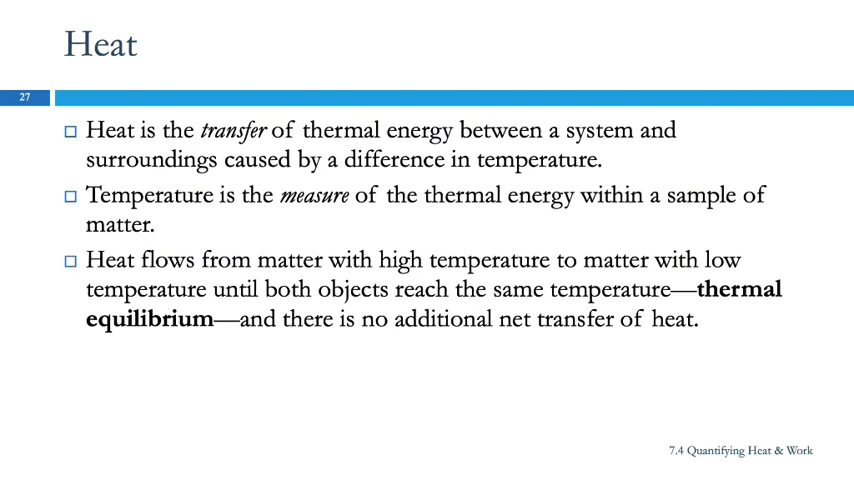 Heat
27
Heat is the transfer of thermal energy between a system and
surroundings caused by a difference in temperature.
Temperature is the measure of the thermal energy within a sample of
matter.
Heat flows from matter with high temperature to matter with low
temperature until both objects reach the same temperature—thermal
equilibrium—and there is no additional net transfer of heat.
7.4 Quantifying Heat & Work